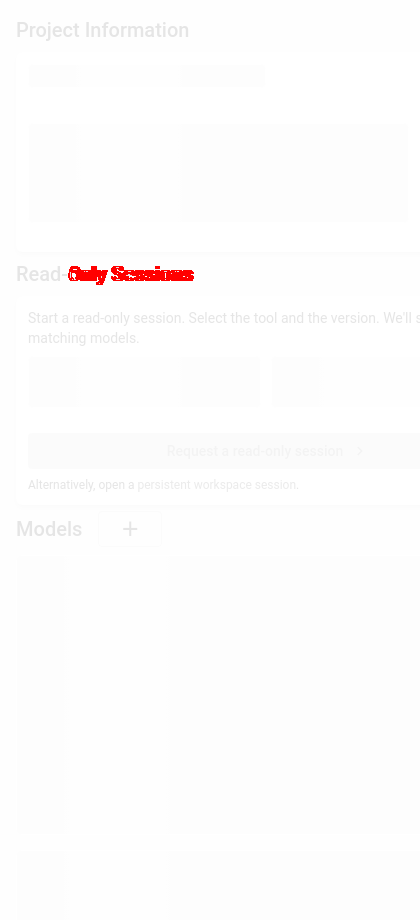 Project Information
Read-Only Sessions
Start a read-only session. Select the tool and the version. We'll s
matching models.
Request a read-only session >
Alternatively, open a persistent workspace session.
Models +